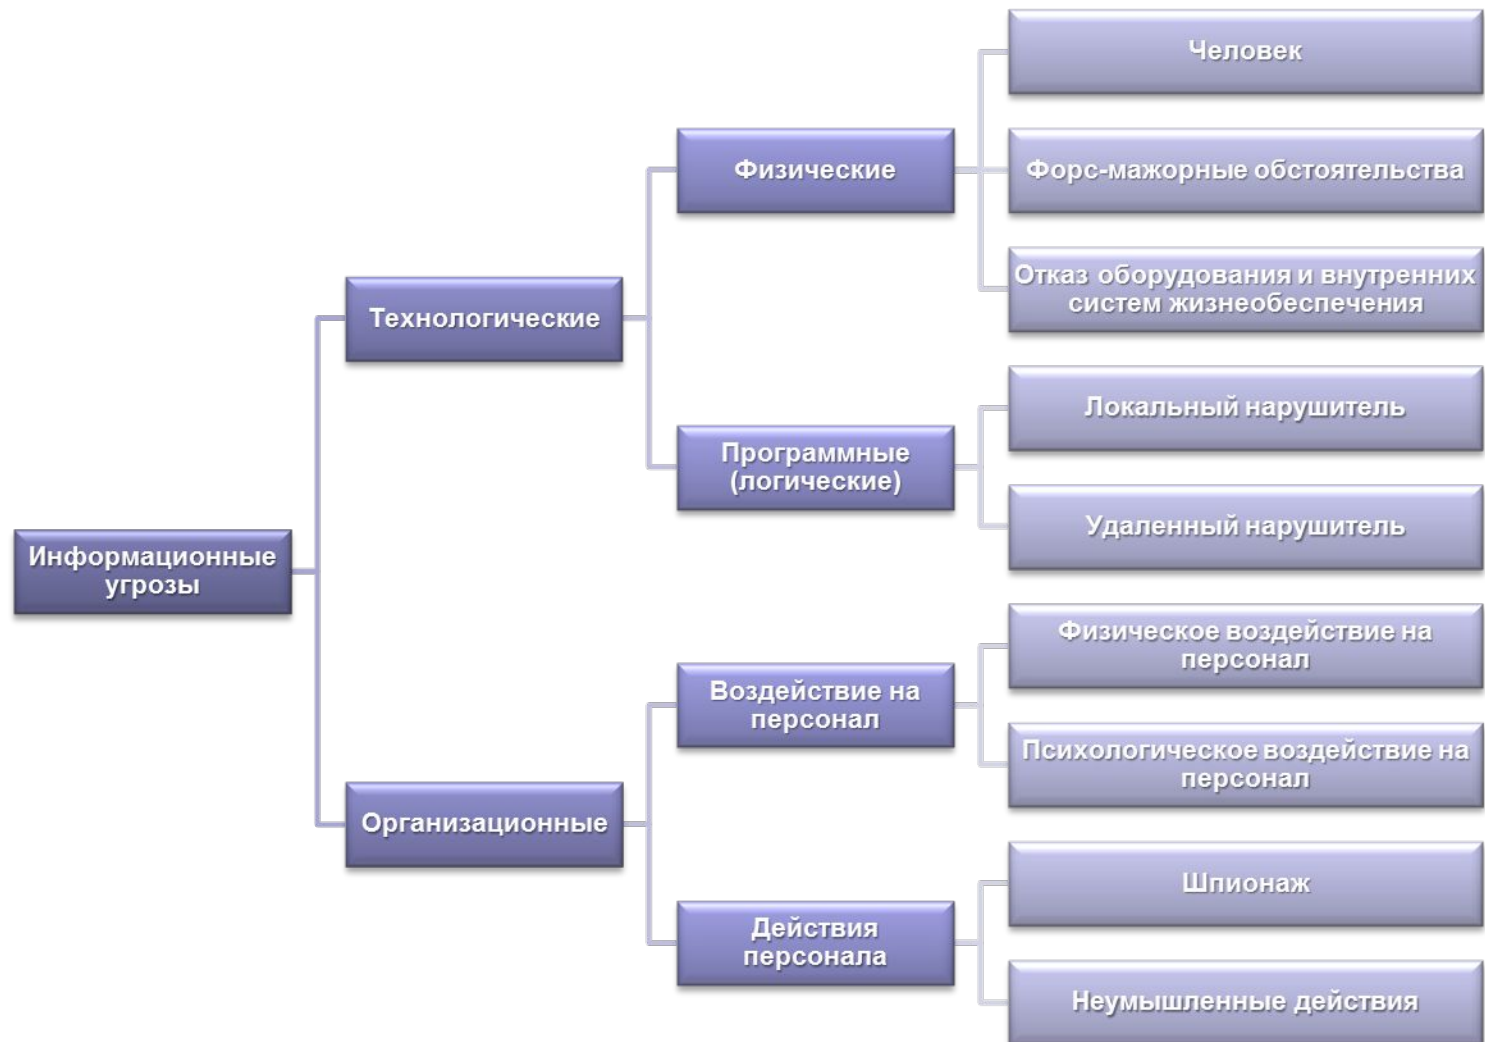 Человек
Физические
Форс-мажорные обстоятельства
Отказ оборудования и внутренних
систем жизнеобеспечения
Технологические
Локальный нарушитель
Программные
(логические)
Удаленный нарушитель
Информационные
угрозы
Физическое воздействие на
персонал
Воздействие на
персонал
Психологическое воздействие на
персонал
Организационные
Шпионаж
Действия
персонала
Неумышленные действия